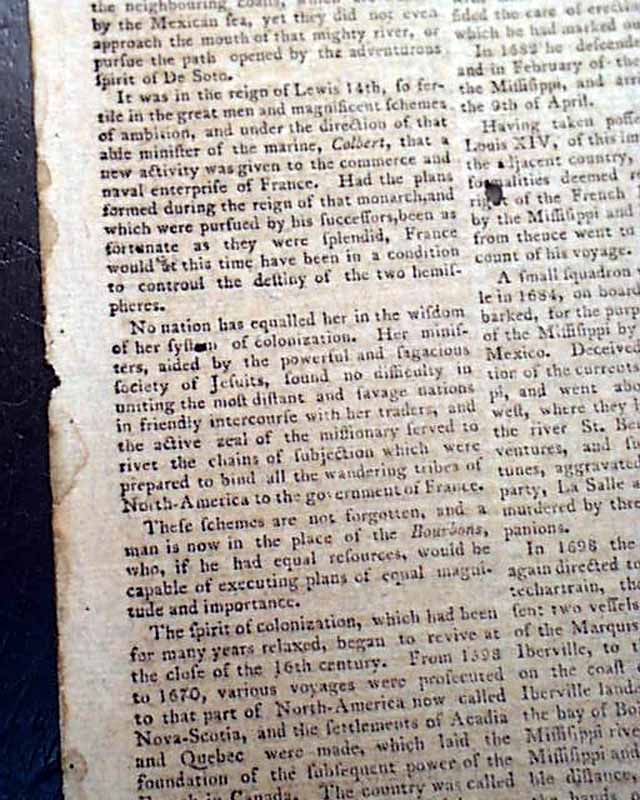 the neighbouring coasts, which
by the Mexican sea, yet they did not even
approach the mouth of that mighty river, or
purſue the path opened by the adventurous
ſpirit of De Soto.
It was in the reign of Lewis 14th, ſo fer-
tile in the great men and magnificent ſchemes
of ambition, and under the direction of that
able miniſter of the marine, Colbert, that a
new activity was given to the commerce and
naval enterpriſe of France. Had the plans
formed during the reign of that monarch,and
which were purſued by his ſucceſſors,been as
fortunate as they were ſplendid, France
would at this time have been in a condition
to controul the deſtiny of the two hemiſ-
pheres.
No nation has equalled her in the wiſdom
of her ſyſtem of colonization. Her miniſ-
ters, aided by the powerful and ſagacious
ſociety of Jeſuits, found no difficulty in
uniting the moſt diſtant and ſavage nations
in friendly intercourſe with her traders, and
the active zeal of the miſſionary ſerved to
rivet the chains of ſubjection which were
prepared to bind all the wandering tribes of
North-America to the government of France.
Theſe ſchemes are not forgotten, and a
man is now in the place of the Bourbons,
who, if he had equal reſources, would be
capable of executing plans of equal magni-
tude and importance.
The ſpirit of colonization, which had been
for many years relaxed, began to revive at
the cloſe of the 16th century. From 1598
to 1670, various voyages were proſecuted
to that part of North-America now called
Nova-Scotia, and the ſettlements of Acadia
and Quebec were made, which laid the
foundation of the ſubſequent power of the
French in Canada. The country was called
ſided the care of
which he had marked
In 1682 he
and in February of the
the Miſſiſippi, and
the 9th of April.
Having taken
Louis XIV, of this
the adjacent country,
formalities deemed
right of the French
by the Miſſiſippi and
from thence went to
count of his voyage.
A ſmall ſquadron
le in 1684, on board
barked, for the
of the Miſſiſippi by
Mexico. Deceived
tion of the currents
pi, and went
weſt, where they
the river St.
ventures, and
tunes, aggravated
party, La Salle
murdered by
panions.
In 1698 the
again directed to
techartrain, the
ſent two veſſels
of the Marquis
Iberville, to
on the coaſt
Iberville
the bay of
Miſſiſippi
Miſſiſippi and
ble diſtance,
the hands